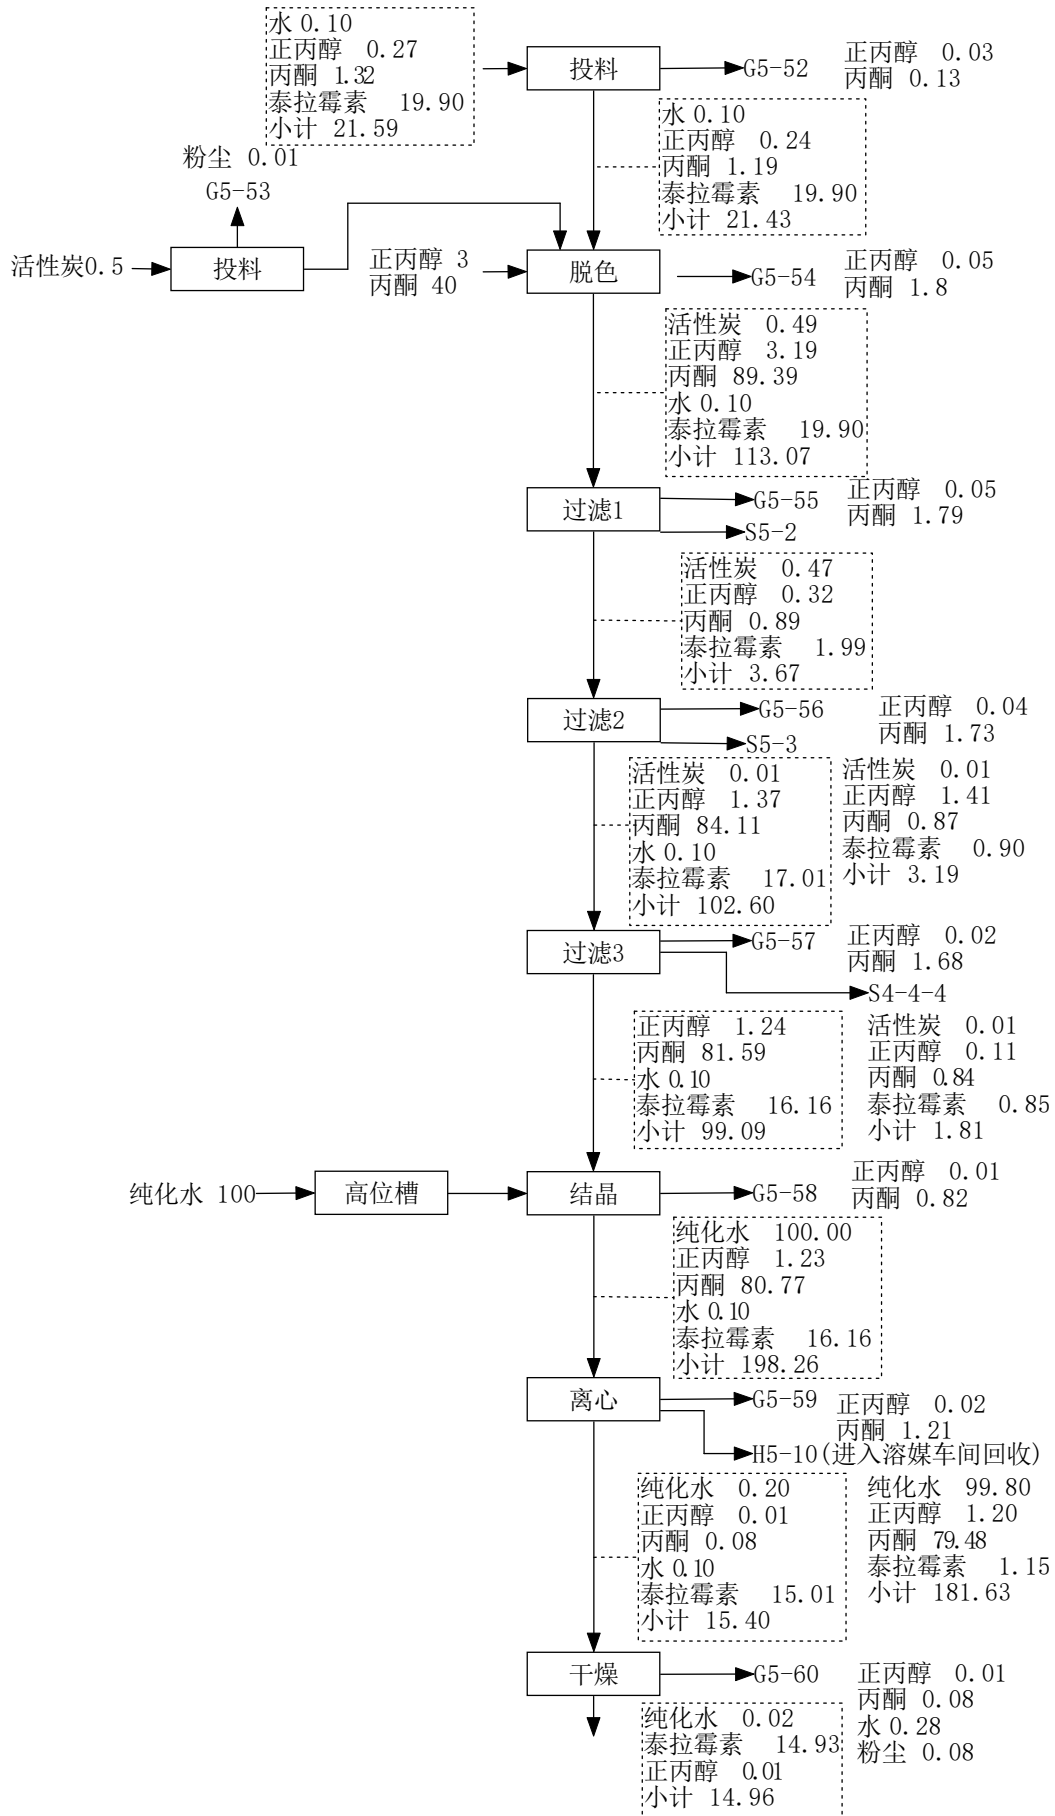 水 0.10
正丙醇 0.27
丙酮 1.32
泰拉霉素 19.90
小计 21.59
投料
G5-52
正丙醇 0.03
丙酮 0.13
水 0.10
正丙醇 0.24
丙酮 1.19
泰拉霉素 19.90
小计 21.43
粉尘 0.01
G5-53
活性炭0.5
投料
正丙醇 3
丙酮 40
脱色
G5-54
正丙醇 0.05
丙酮 1.8
活性炭 0.49
正丙醇 3.19
丙酮 89.39
水 0.10
泰拉霉素 19.90
小计 113.07
过滤1
G5-55
正丙醇 0.05
丙酮 1.79
S5-2
活性炭 0.47
正丙醇 0.32
丙酮 0.89
泰拉霉素 1.99
小计 3.67
过滤2
G5-56
正丙醇 0.04
丙酮 1.73
S5-3
活性炭 0.01
正丙醇 1.37
丙酮 84.11
水 0.10
泰拉霉素 17.01
小计 102.60
活性炭 0.01
正丙醇 1.41
丙酮 0.87
泰拉霉素 0.90
小计 3.19
过滤3
G5-57
正丙醇 0.02
丙酮 1.68
S4-4-4
正丙醇 1.24
丙酮 81.59
水 0.10
泰拉霉素 16.16
小计 99.09
活性炭 0.01
正丙醇 0.11
丙酮 0.84
泰拉霉素 0.85
小计 1.81
纯化水 100
高位槽
结晶
G5-58
正丙醇 0.01
丙酮 0.82
纯化水 100.00
正丙醇 1.23
丙酮 80.77
水 0.10
泰拉霉素 16.16
小计 198.26
离心
G5-59
正丙醇 0.02
丙酮 1.21
H5-10(进入溶媒车间回收)
纯化水 0.20
正丙醇 0.01
丙酮 0.08
水 0.10
泰拉霉素 15.01
小计 15.40
纯化水 99.80
正丙醇 1.20
丙酮 79.48
泰拉霉素 1.15
小计 181.63
干燥
G5-60
正丙醇 0.01
丙酮 0.08
水 0.28
粉尘 0.08
纯化水 0.02
泰拉霉素 14.93
正丙醇 0.01
小计 14.96